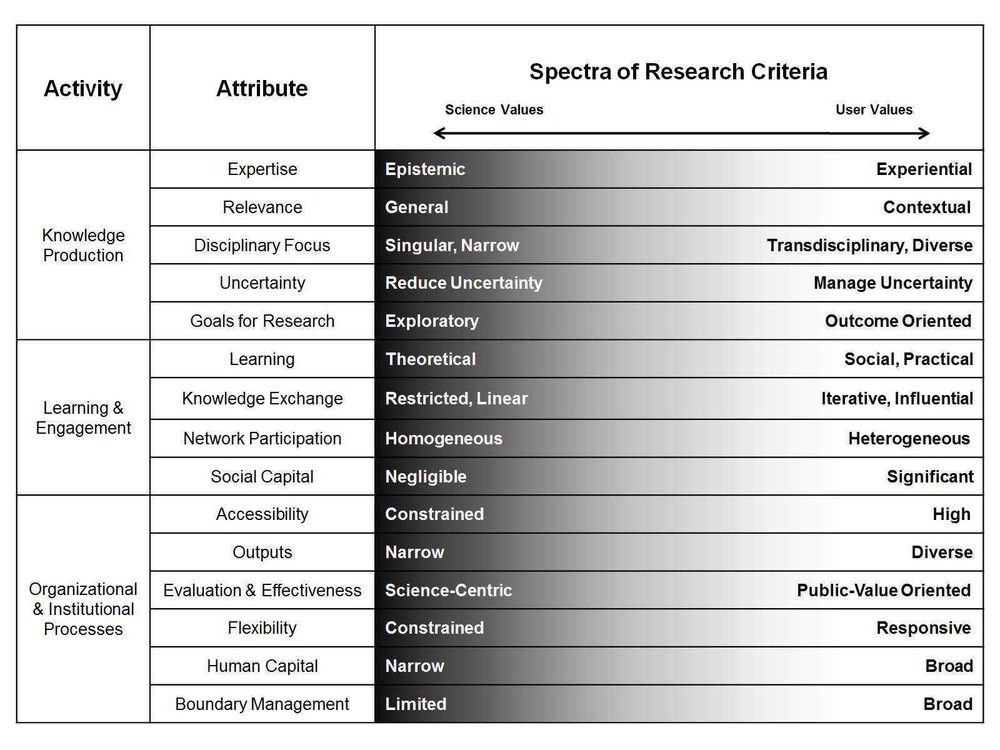 Activity
Attribute
Spectra of Research Criteria
Science Values
User Values
Knowledge
Production
Expertise
Epistemic
Experiential
Relevance
General
Contextual
Disciplinary Focus
Singular, Narrow
Transdisciplinary, Diverse
Uncertainty
Reduce Uncertainty
Manage Uncertainty
Goals for Research
Exploratory
Outcome Oriented
Learning &
Engagement
Learning
Theoretical
Social, Practical
Knowledge Exchange
Restricted, Linear
Iterative, Influential
Network Participation
Homogeneous
Heterogeneous
Social Capital
Negligible
Significant
Organizational
& Institutional
Processes
Accessibility
Constrained
High
Outputs
Narrow
Diverse
Evaluation & Effectiveness
Science-Centric
Public-Value Oriented
Flexibility
Constrained
Responsive
Human Capital
Narrow
Broad
Boundary Management
Limited
Broad